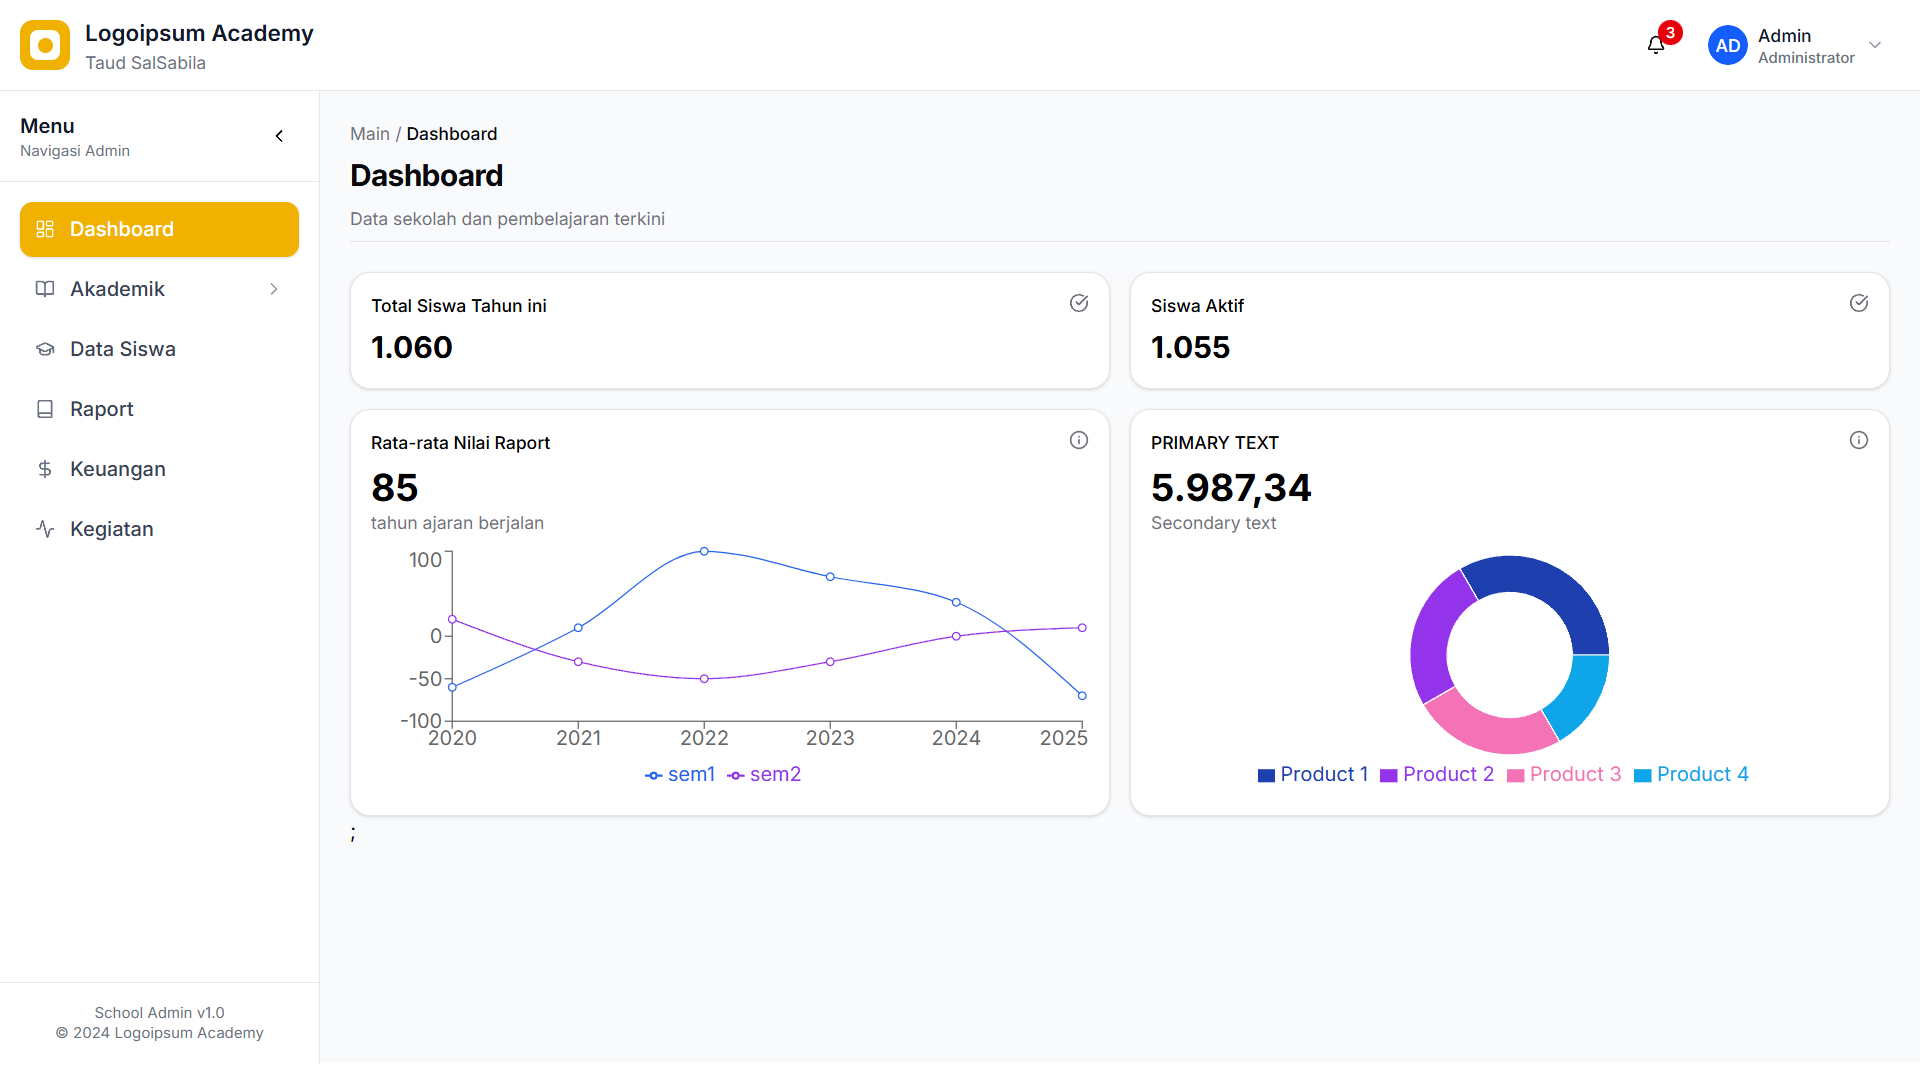 Logoipsum Academy
Taud SalSabila
3
AD
Admin
Administrator
Menu
Navigasi Admin
Dashboard
Akademik
Data Siswa
Raport
Keuangan
Kegiatan
School Admin v1.0
© 2024 Logoipsum Academy
Main / Dashboard
Dashboard
Data sekolah dan pembelajaran terkini
Total Siswa Tahun ini
1.060
Siswa Aktif
1.055
Rata-rata Nilai Raport
85
tahun ajaran berjalan
100
0
-50
-100
2020 2021 2022 2023 2024 2025
sem1 sem2
PRIMARY TEXT
5.987,34
Secondary text
Product 1 Product 2 Product 3 Product 4
;